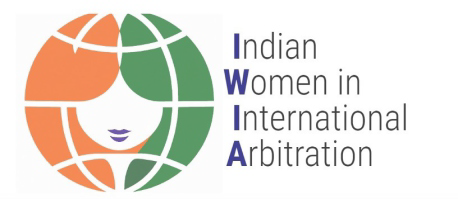 Indian
Women in
International
Arbitration